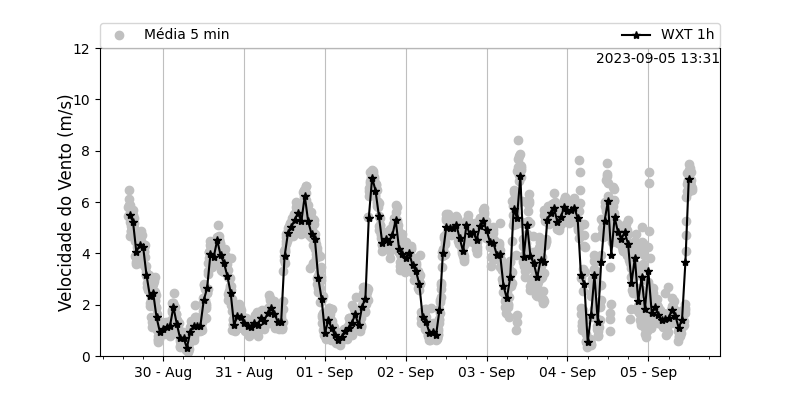 Média 5 min
WXT 1h
2023-09-05 13:31
Velocidade do Vento (m/s)
12
10
8
6
4
2
0
30 - Aug 31 - Aug 01 - Sep 02 - Sep 03 - Sep 04 - Sep 05 - Sep